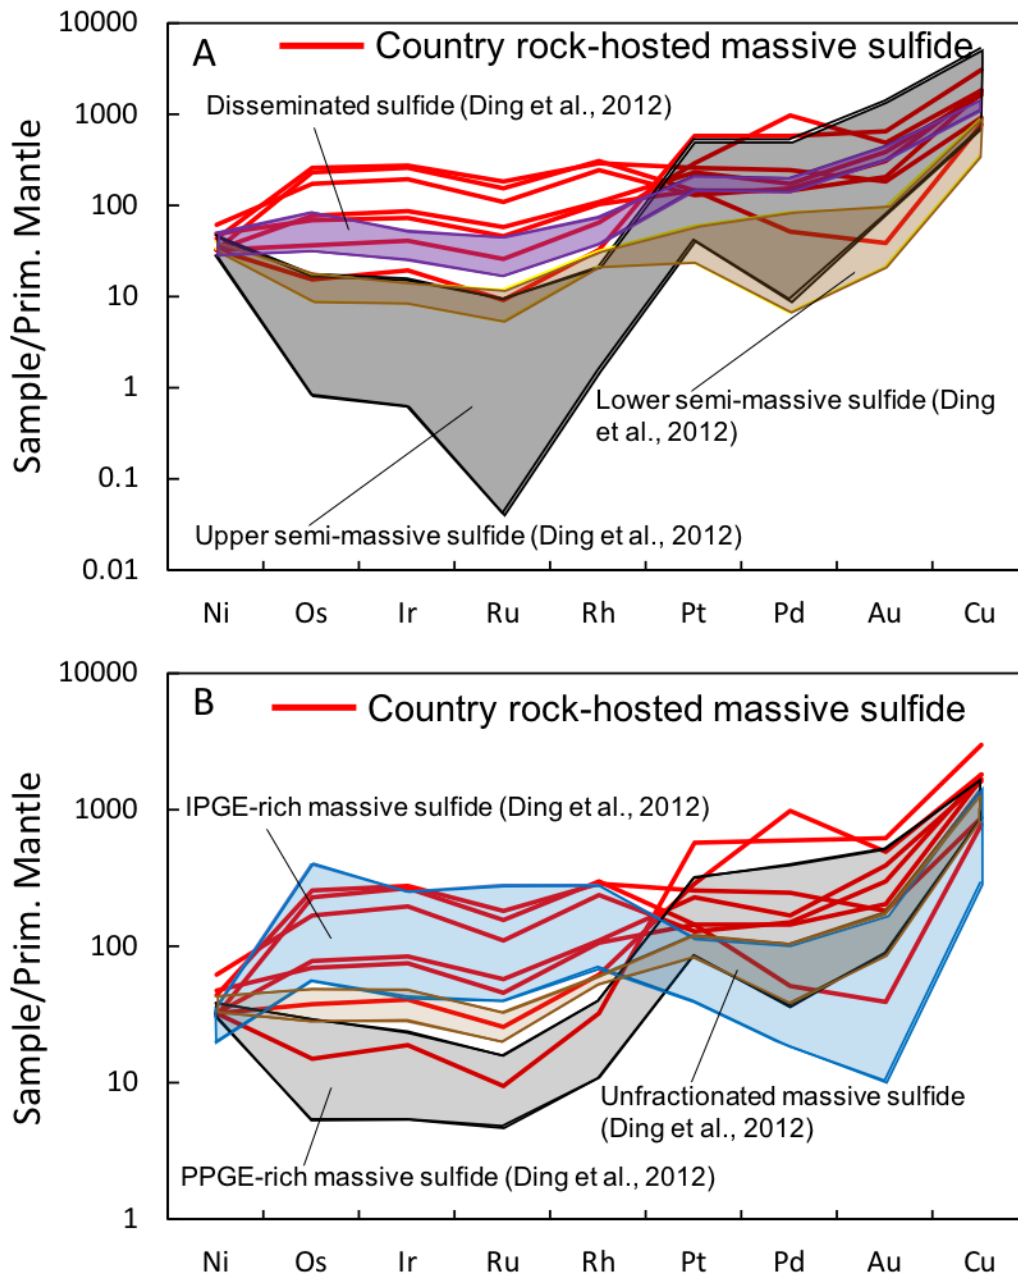 10000
A
Country rock-hosted massive sulfide
Disseminated sulfide (Ding et al., 2012)
1000
100
10
1
0.1
0.01
Sample/Prim. Mantle
Lower semi-massive sulfide (Ding
et al., 2012)
Upper semi-massive sulfide (Ding et al., 2012)
Ni Os Ir Ru Rh Pt Pd Au Cu
10000
B
Country rock-hosted massive sulfide
IPGE-rich massive sulfide (Ding et al., 2012)
1000
100
10
1
Sample/Prim. Mantle
Unfractionated massive sulfide
(Ding et al., 2012)
PPGE-rich massive sulfide (Ding et al., 2012)
Ni Os Ir Ru Rh Pt Pd Au Cu